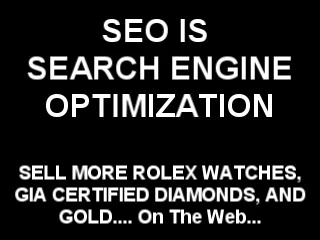 SEO IS
SEARCH ENGINE
OPTIMIZATION
SELL MORE ROLEX WATCHES,
GIA CERTIFIED DIAMONDS, AND
GOLD.... On The Web...